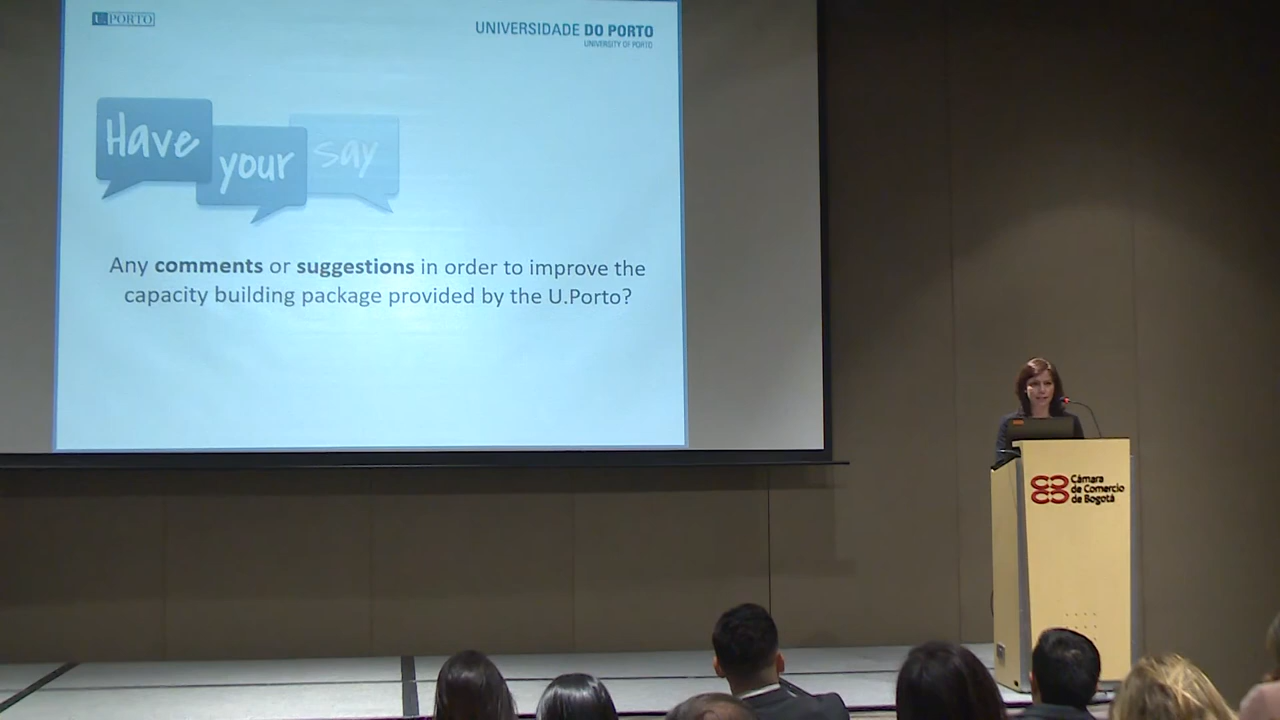 U.PORTO
UNIVERSIDADE DO PORTO
UNIVERSITY OF PORTO
Have
your
say
Any comments or suggestions in order to improve the
capacity building package provided by the U.Porto?
Cámara
de Comercio
de Bogotá